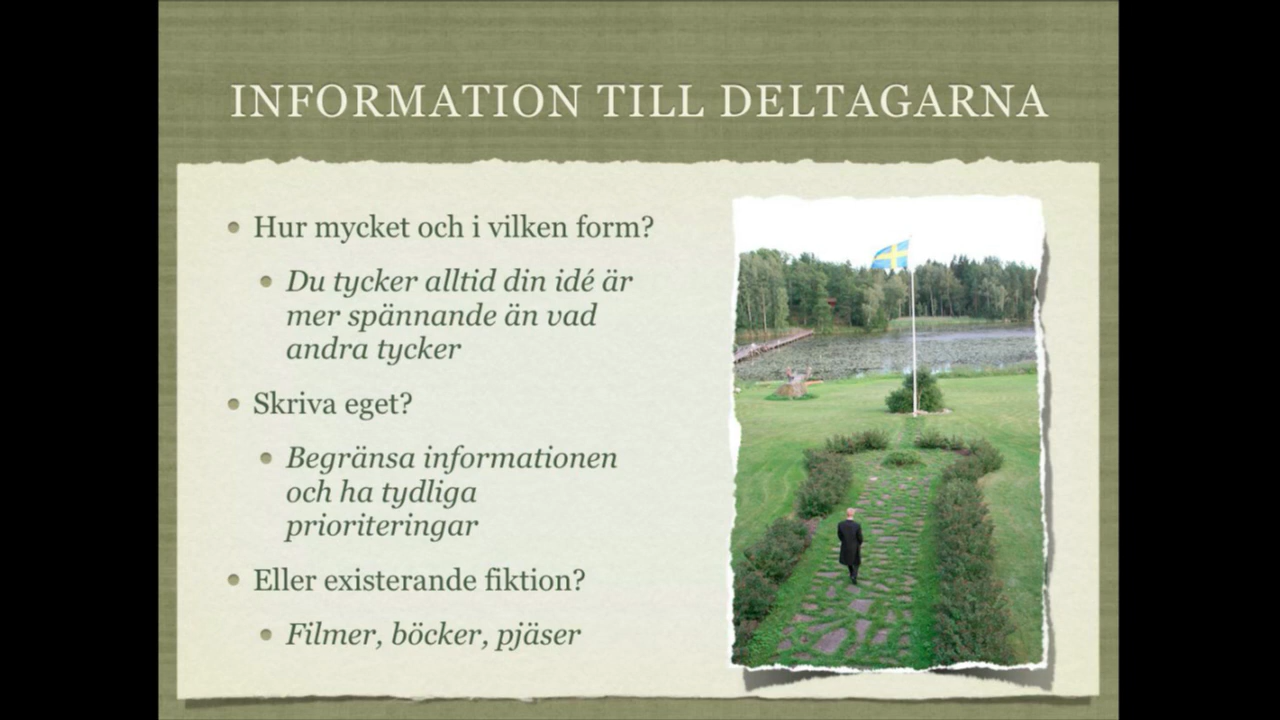 INFORMATION TILL DELTAGARNA
Hur mycket och i vilken form?
Du tycker alltid din idé är
mer spännande än vad
andra tycker
Skriva eget?
Begränsa informationen
och ha tydliga
prioriteringar
Eller existerande fiktion?
Filmer, böcker, pjäser